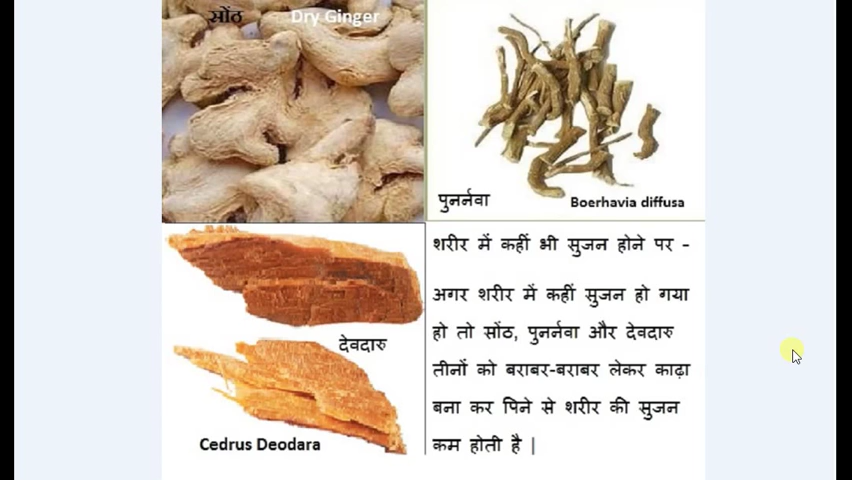 सोंठ Dry Ginger
पुनर्नवा Boerhavia diffusa
देवदारु
Cedrus Deodara
शरीर में कहीं भी सुजन होने पर –
अगर शरीर में कहीं सुजन हो गया
हो तो सोंठ, पुनर्नवा और देवदारु
तीनों को बराबर-बराबर लेकर काढ़ा
बना कर पिने से शरीर की सुजन
कम होती है |